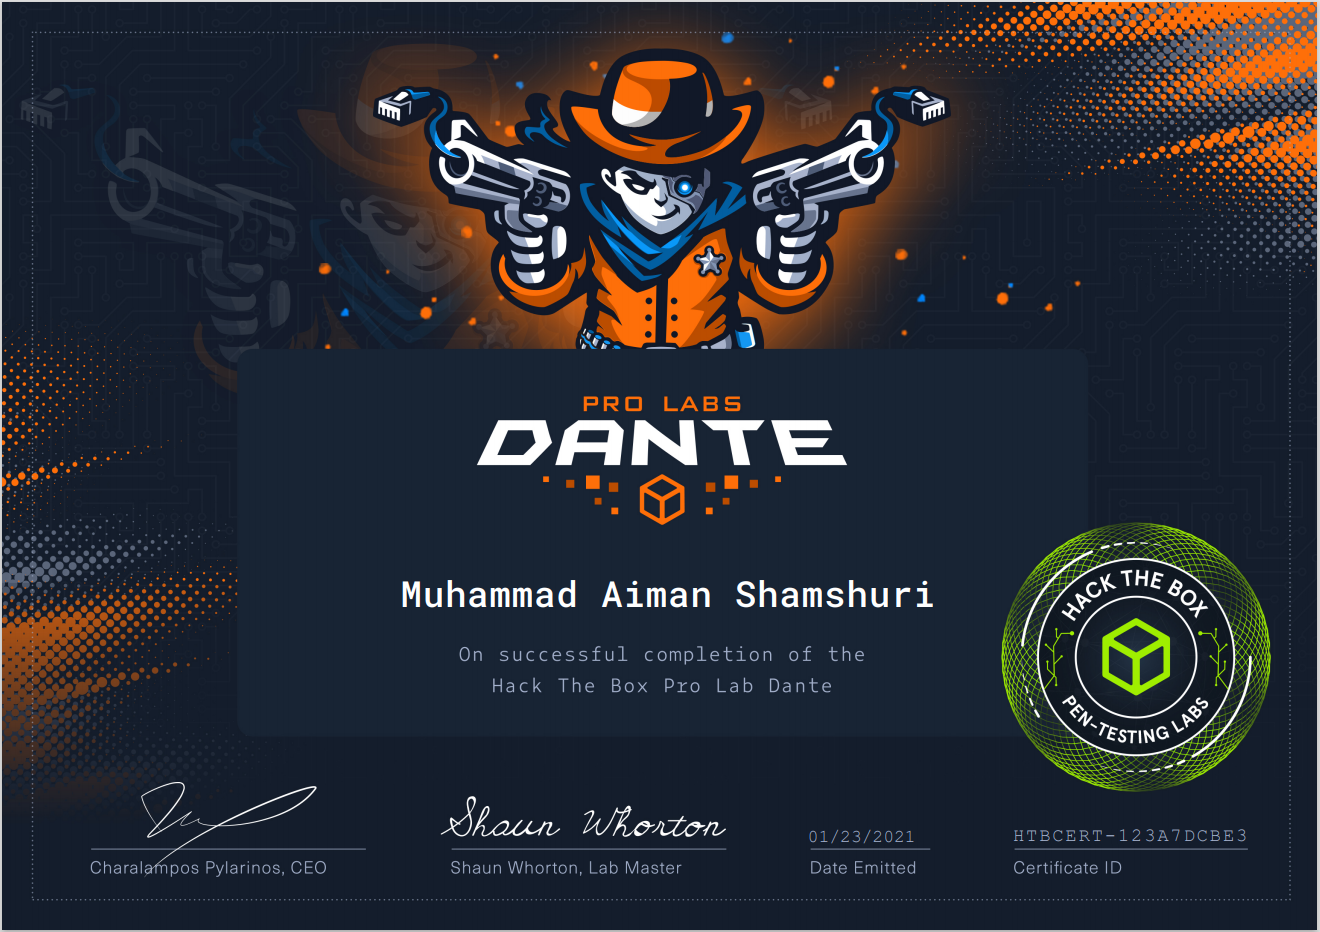 PRO LABS
DANTE
Muhammad Aiman Shamshuri
On successful completion of the
Hack The Box Pro Lab Dante
HACK THE BOX
PEN-TESTING LABS
Shaun Whorton
01/23/2021
HTBCERT-123A7DCBE3
Charalampos Pylarinos, CEO
Shaun Whorton, Lab Master
Date Emitted
Certificate ID